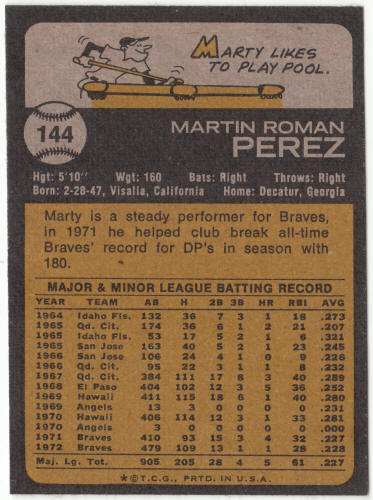 MARTY LIKES
TO PLAY POOL.
144
MARTIN ROMAN
PEREZ
Hgt: 5'10" Wgt: 160 Bats: Right Throws: Right
Born: 2-28-47, Visalia, California Home: Decatur, Georgia
Marty is a steady performer for Braves,
in 1971 he helped club break all-time
Braves' record for DP's in season with
180.
MAJOR & MINOR LEAGUE BATTING RECORD
YEAR TEAM AB H 2B 3B HR RBI AVG
1964 Idaho Fls. 132 36 7 3 1 18 .273
1965 Qd. Cit. 174 36 6 1 2 21 .207
1965 Idaho Fls. 53 17 5 2 1 6 .321
1965 San Jose 163 40 5 2 1 23 .245
1966 San Jose 106 24 4 1 0 9 .226
1966 Qd. Cit. 95 22 3 1 1 8 .232
1967 Qd. Cit. 384 111 17 8 3 40 .289
1968 El Paso 404 102 12 3 5 36 .252
1969 Hawaii 411 115 18 6 1 40 .280
1969 Angels 13 3 0 0 0 0 .231
1970 Hawaii 406 114 12 3 1 33 .281
1970 Angels 3 0 0 0 0 0 .000
1971 Braves 410 93 15 3 4 32 .227
1972 Braves 479 109 13 1 1 28 .228
Maj. Lg. Tot. 905 205 28 4 5 61 .227
*©T.C.G., PRTD. IN U.S.A.